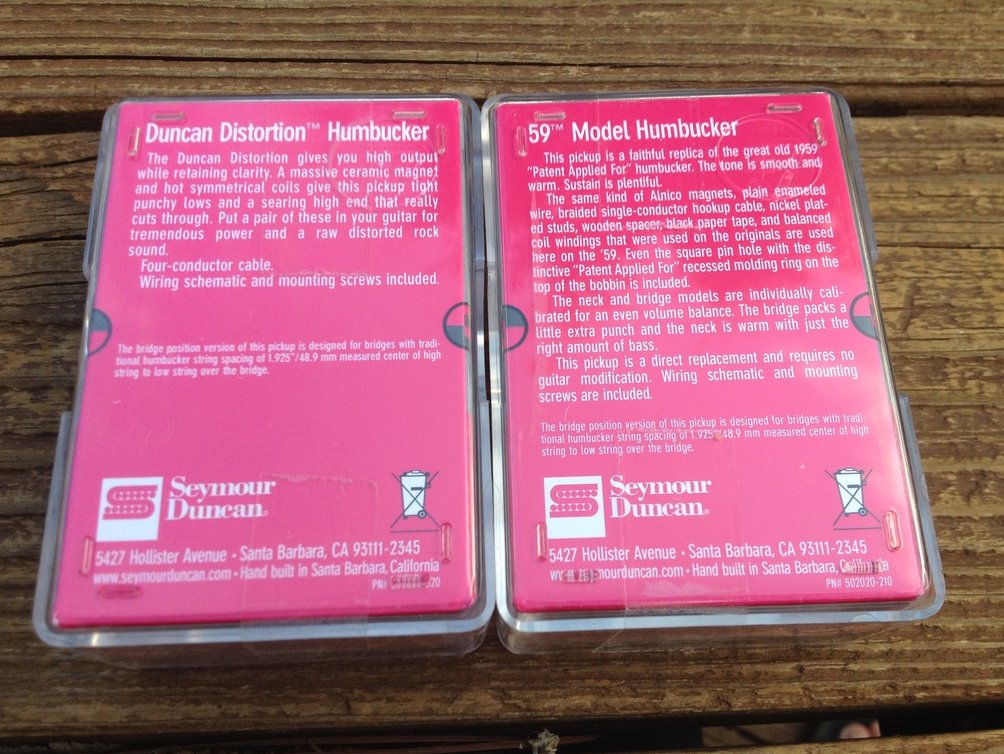 Duncan Distortion™ Humbucker
The Duncan Distortion gives you high output
while retaining clarity. A massive ceramic magnet
and hot symmetrical coils give this pickup tight
punchy lows and a searing high end that really
cuts through. Put a pair of these in your guitar for
tremendous power and a raw distorted rock
sound.
Four-conductor cable.
Wiring schematic and mounting screws included.
The bridge position version of this pickup is designed for bridges with tradi-
tional humbucker string spacing of 1.925"/48.9 mm measured center of high
string to low string over the bridge.
Seymour
Duncan®
5427 Hollister Avenue • Santa Barbara, CA 93111-2345
www.seymourduncan.com • Hand built in Santa Barbara, California
PN#
59™ Model Humbucker
This pickup is a faithful replica of the great old 1959
"Patent Applied For" humbucker. The tone is smooth and
warm. Sustain is plentiful.
The same kind of Alnico magnets, plain enameled
wire, braided single-conductor hookup cable, nickel plat-
ed studs, wooden spacer, black paper tape, and balanced
coil windings that were used on the originals are used
here on the '59. Even the square pin hole with the dis-
tinctive "Patent Applied For" recessed molding ring on the
top of the bobbin is included.
The neck and bridge models are individually cali-
brated for an even volume balance. The bridge packs a
little extra punch and the neck is warm with just the
right amount of bass.
This pickup is a direct replacement and requires no
guitar modification. Wiring schematic and mounting
screws are included.
The bridge position version of this pickup is designed for bridges with tradi-
tional humbucker string spacing of 1.925"/48.9 mm measured center of high
string to low string over the bridge.
Seymour
Duncan®
5427 Hollister Avenue • Santa Barbara, CA 93111-2345
www.seymourduncan.com • Hand built in Santa Barbara, California
PN# 502020-210